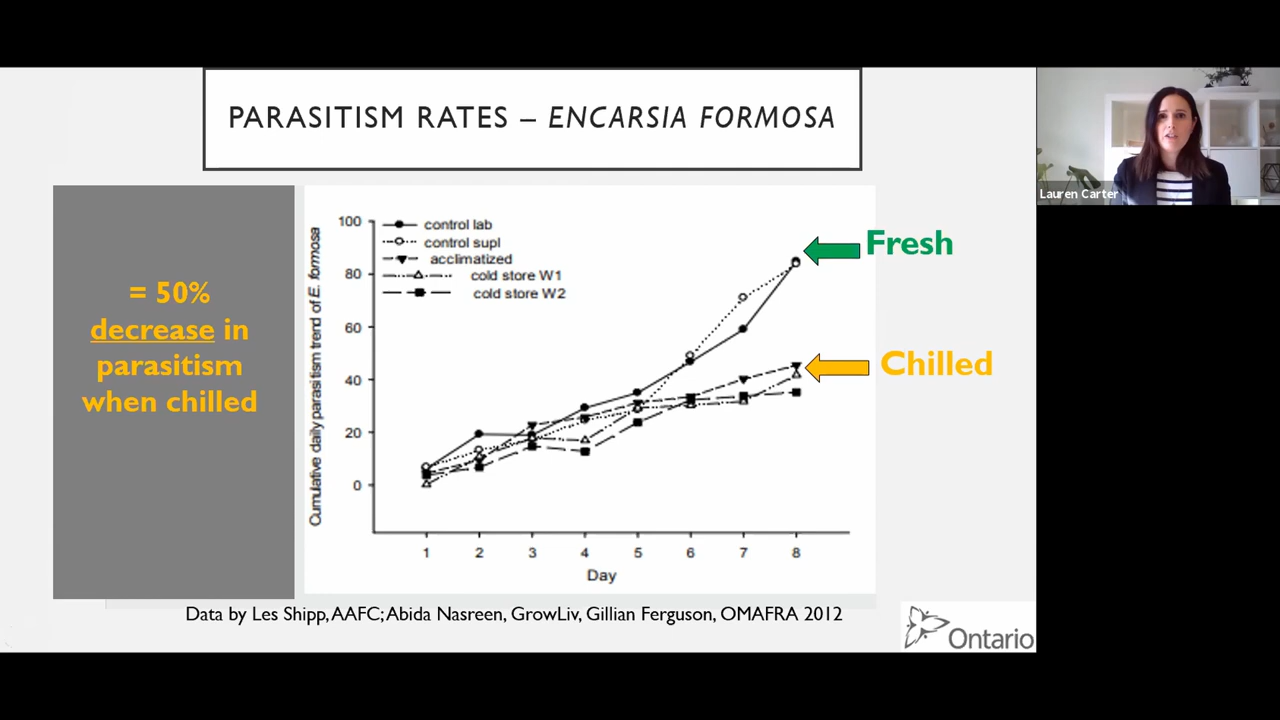 PARASITISM RATES – ENCARSIA FORMOSA
Lauren Carter
= 50%
decrease in
parasitism
when chilled
Cumulative daily parasitism trend of E. formosa
100
80
60
40
20
0
control lab
control supl
acclimatized
cold store W1
cold store W2
Fresh
Chilled
1 2 3 4 5 6 7 8
Day
Data by Les Shipp, AAFC; Abida Nasreen, GrowLiv, Gillian Ferguson, OMAFRA 2012
Ontario